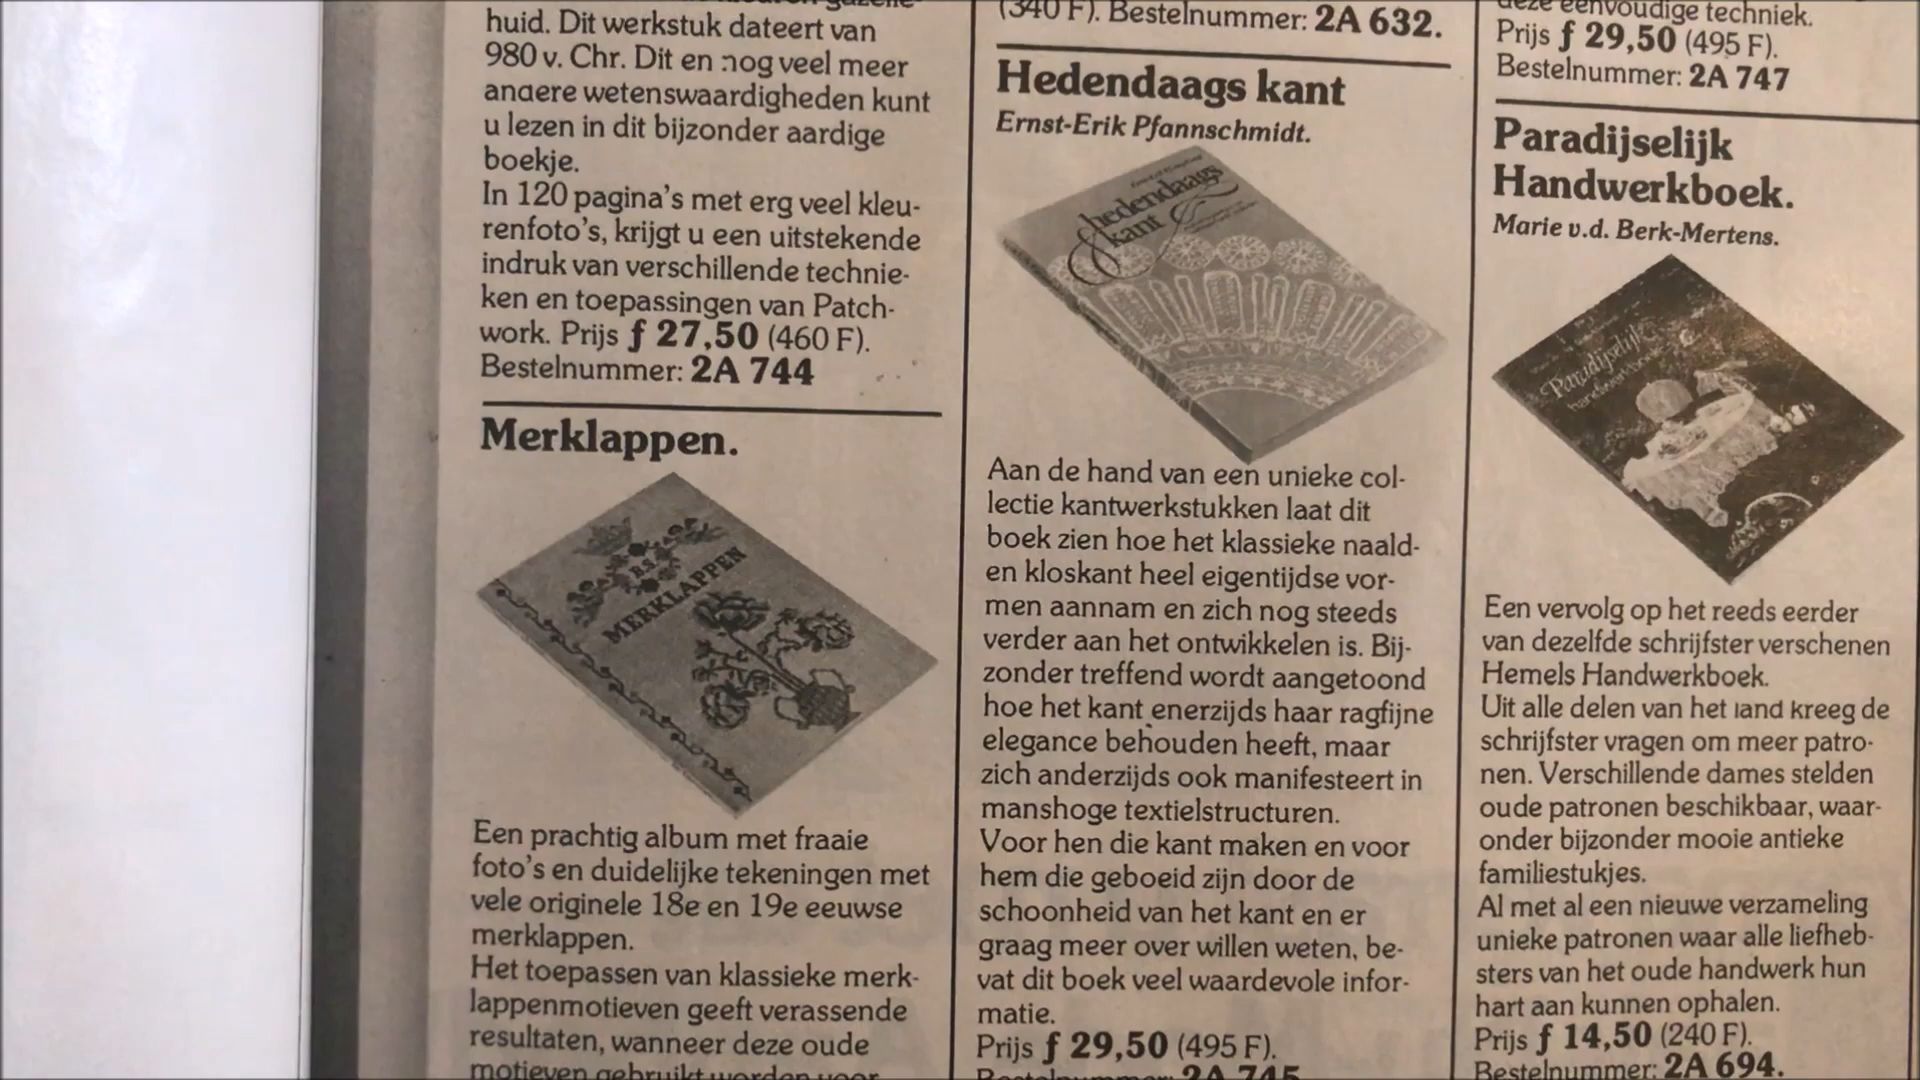 huid. Dit werkstuk dateert van
980 v. Chr. Dit en nog veel meer
andere wetenswaardigheden kunt
u lezen in dit bijzonder aardige
boekje.
In 120 pagina's met erg veel kleu-
renfoto's, krijgt u een uitstekende
indruk van verschillende technie-
ken en toepassingen van Patch-
work. Prijs ƒ 27,50 (460 F).
Bestelnummer: 2A 744
Merklappen.
B.S.
MERKLAPPEN
Een prachtig album met fraaie
foto's en duidelijke tekeningen met
vele originele 18e en 19e eeuwse
merklappen.
Het toepassen van klassieke merk-
lappenmotieven geeft verassende
resultaten, wanneer deze oude
motieven gebruikt worden voor
(340 F). Bestelnummer: 2A 632.
Hedendaags kant
Ernst-Erik Pfannschmidt.
hedendaags
kant
Aan de hand van een unieke col-
lectie kantwerkstukken laat dit
boek zien hoe het klassieke naald-
en kloskant heel eigentijdse vor-
men aannam en zich nog steeds
verder aan het ontwikkelen is. Bij-
zonder treffend wordt aangetoond
hoe het kant enerzijds haar ragfijne
elegance behouden heeft, maar
zich anderzijds ook manifesteert in
manshoge textielstructuren.
Voor hen die kant maken en voor
hem die geboeid zijn door de
schoonheid van het kant en er
graag meer over willen weten, be-
vat dit boek veel waardevole infor-
matie.
Prijs ƒ 29,50 (495 F).
Bestelnummer: 2A 745
deze eenvoudige techniek.
Prijs ƒ 29,50 (495 F).
Bestelnummer: 2A 747
Paradijselijk
Handwerkboek.
Marie v.d. Berk-Mertens.
Paradijselijk
handwerkboek
Een vervolg op het reeds eerder
van dezelfde schrijfster verschenen
Hemels Handwerkboek.
Uit alle delen van het land kreeg de
schrijfster vragen om meer patro-
nen. Verschillende dames stelden
oude patronen beschikbaar, waar-
onder bijzonder mooie antieke
familiestukjes.
Al met al een nieuwe verzameling
unieke patronen waar alle liefheb-
sters van het oude handwerk hun
hart aan kunnen ophalen.
Prijs ƒ 14,50 (240 F).
Bestelnummer: 2A 694.